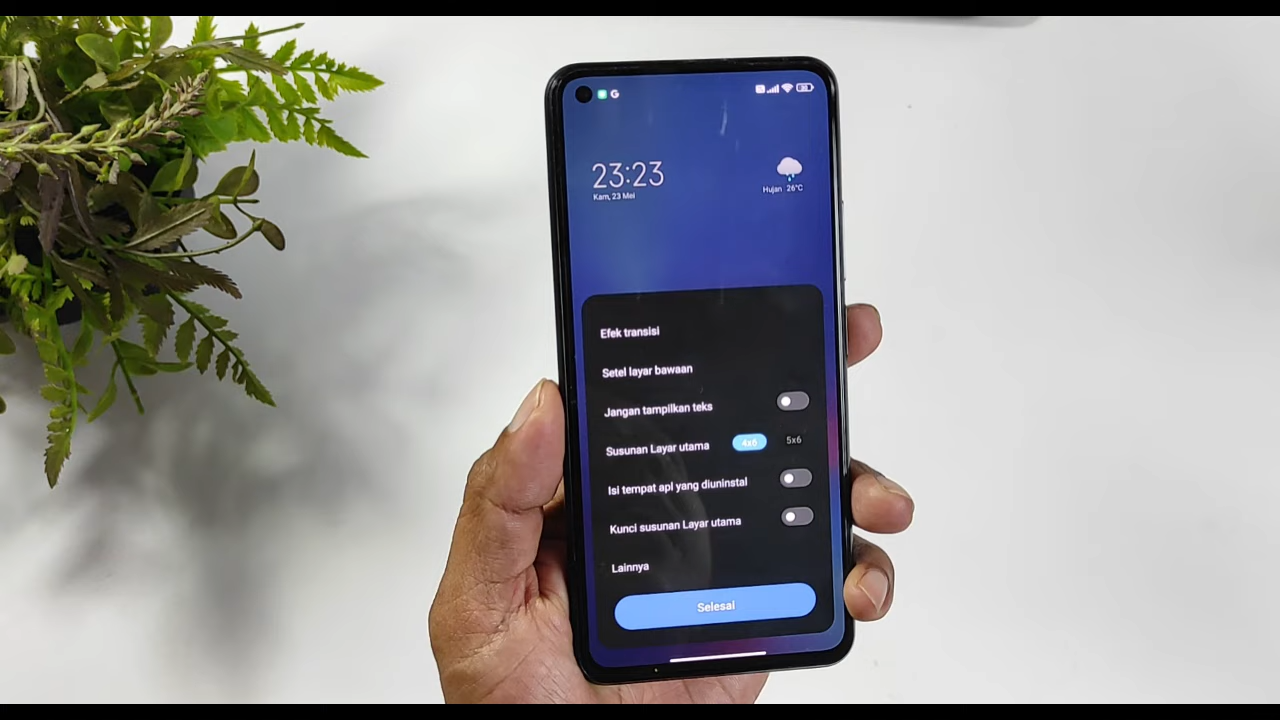 G
23:23
Kam, 23 Mei
Hujan 26°C
Efek transisi
Setel layar bawaan
Jangan tampilkan teks
Susunan Layar utama 4x6 5x6
Isi tempat apl yang diuninstal
Kunci susunan Layar utama
Lainnya
Selesai